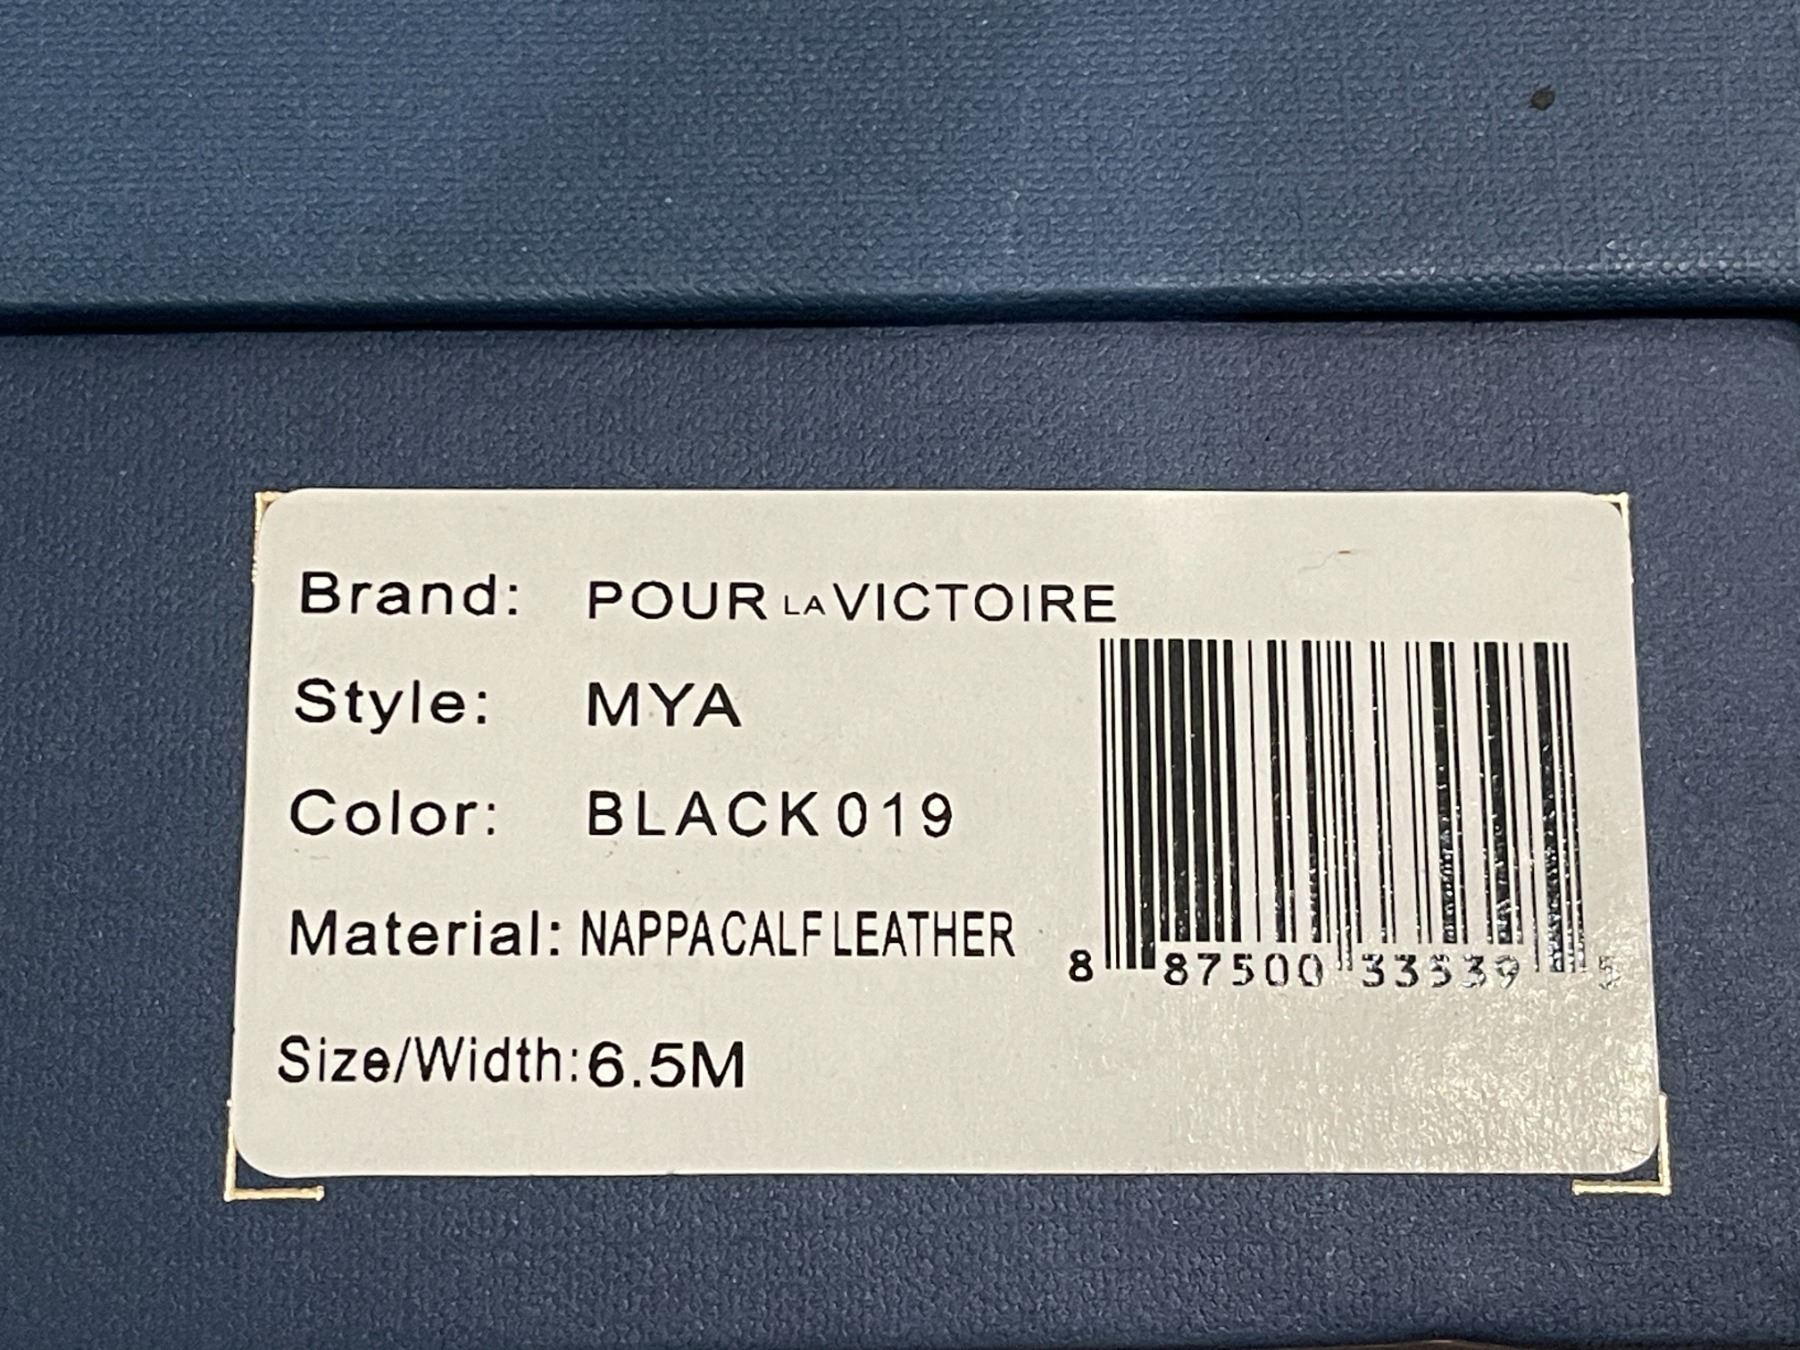 Brand: POUR LA VICTOIRE
Style: MYA
Color: BLACK 019
Material: NAPPA CALF LEATHER
8 87500 33539 5
Size/Width: 6.5M